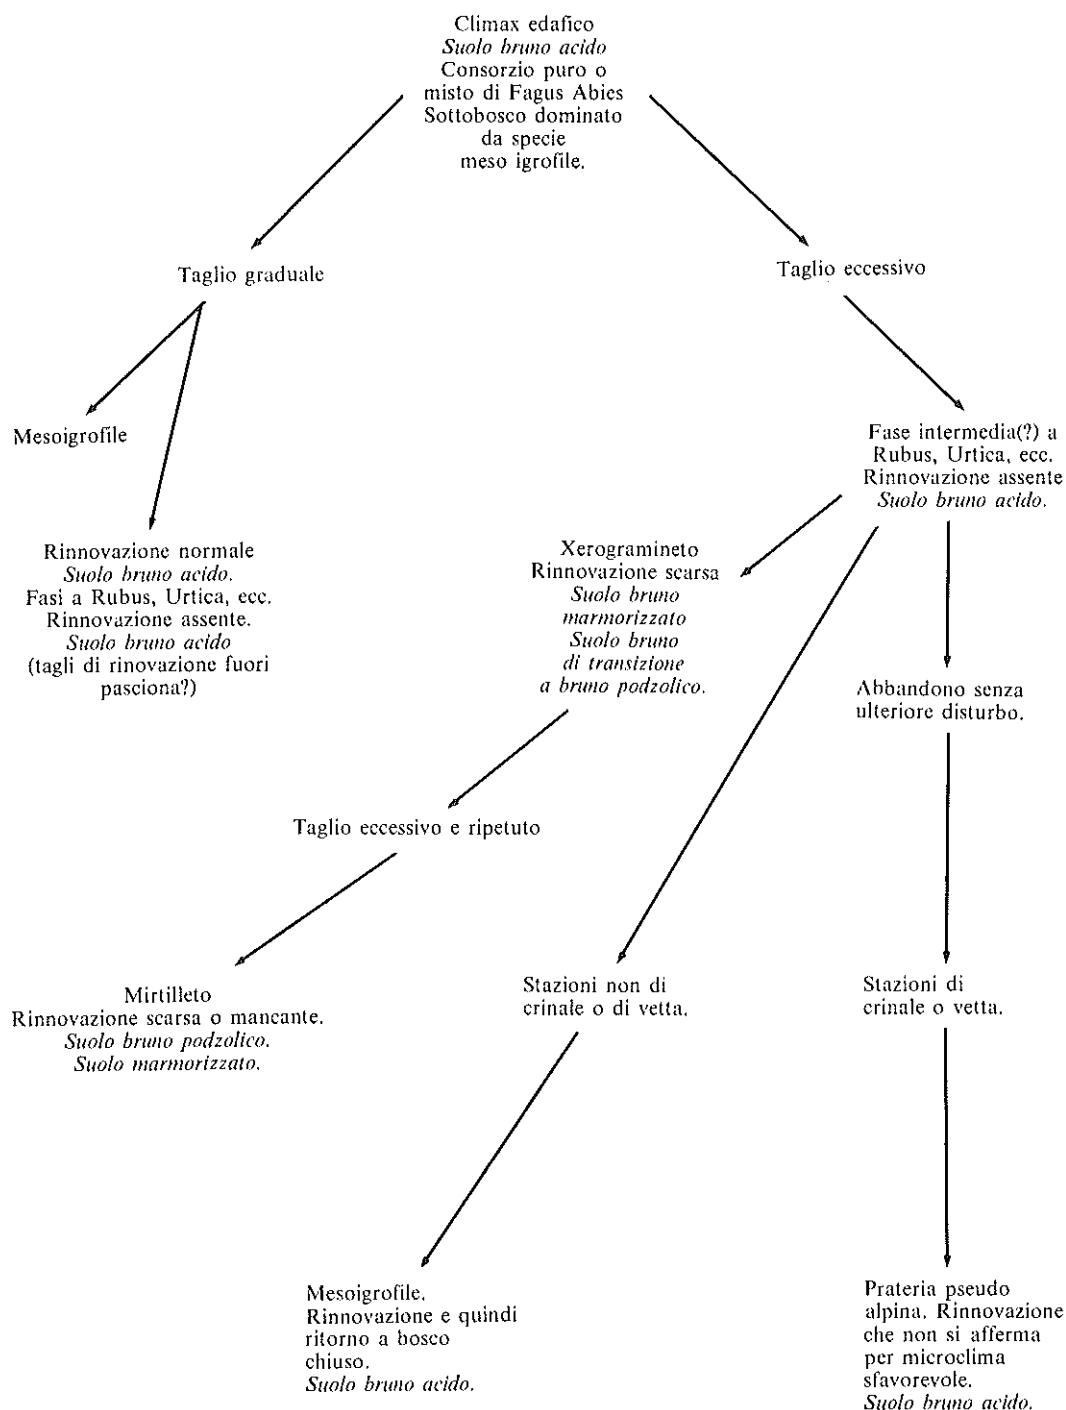 Climax edafico
Suolo bruno acido
Consorzio puro o
misto di Fagus Abies
Sottobosco dominato
da specie
meso igrofile.
Taglio graduale
Taglio eccessivo
Mesoigrofile
Fase intermedia(?) a
Rubus, Urtica, ecc.
Rinnovazione assente
Suolo bruno acido.
Rinnovazione normale
Suolo bruno acido.
Fasi a Rubus, Urtica, ecc.
Rinnovazione assente.
Suolo bruno acido
(tagli di rinovazione fuori
pasciona?)
Xerogramineto
Rinnovazione scarsa
Suolo bruno
marmorizzato
Suolo bruno
di transizione
a bruno podzolico.
Abbandono senza
ulteriore disturbo.
Taglio eccessivo e ripetuto
Mirtilleto
Rinnovazione scarsa o mancante.
Suolo bruno podzolico.
Suolo marmorizzato.
Stazioni non di
crinale o di vetta.
Stazioni di
crinale o vetta.
Mesoigrofile.
Rinnovazione e quindi
ritorno a bosco
chiuso.
Suolo bruno acido.
Prateria pseudo
alpina. Rinnovazione
che non si afferma
per microclima
sfavorevole.
Suolo bruno acido.